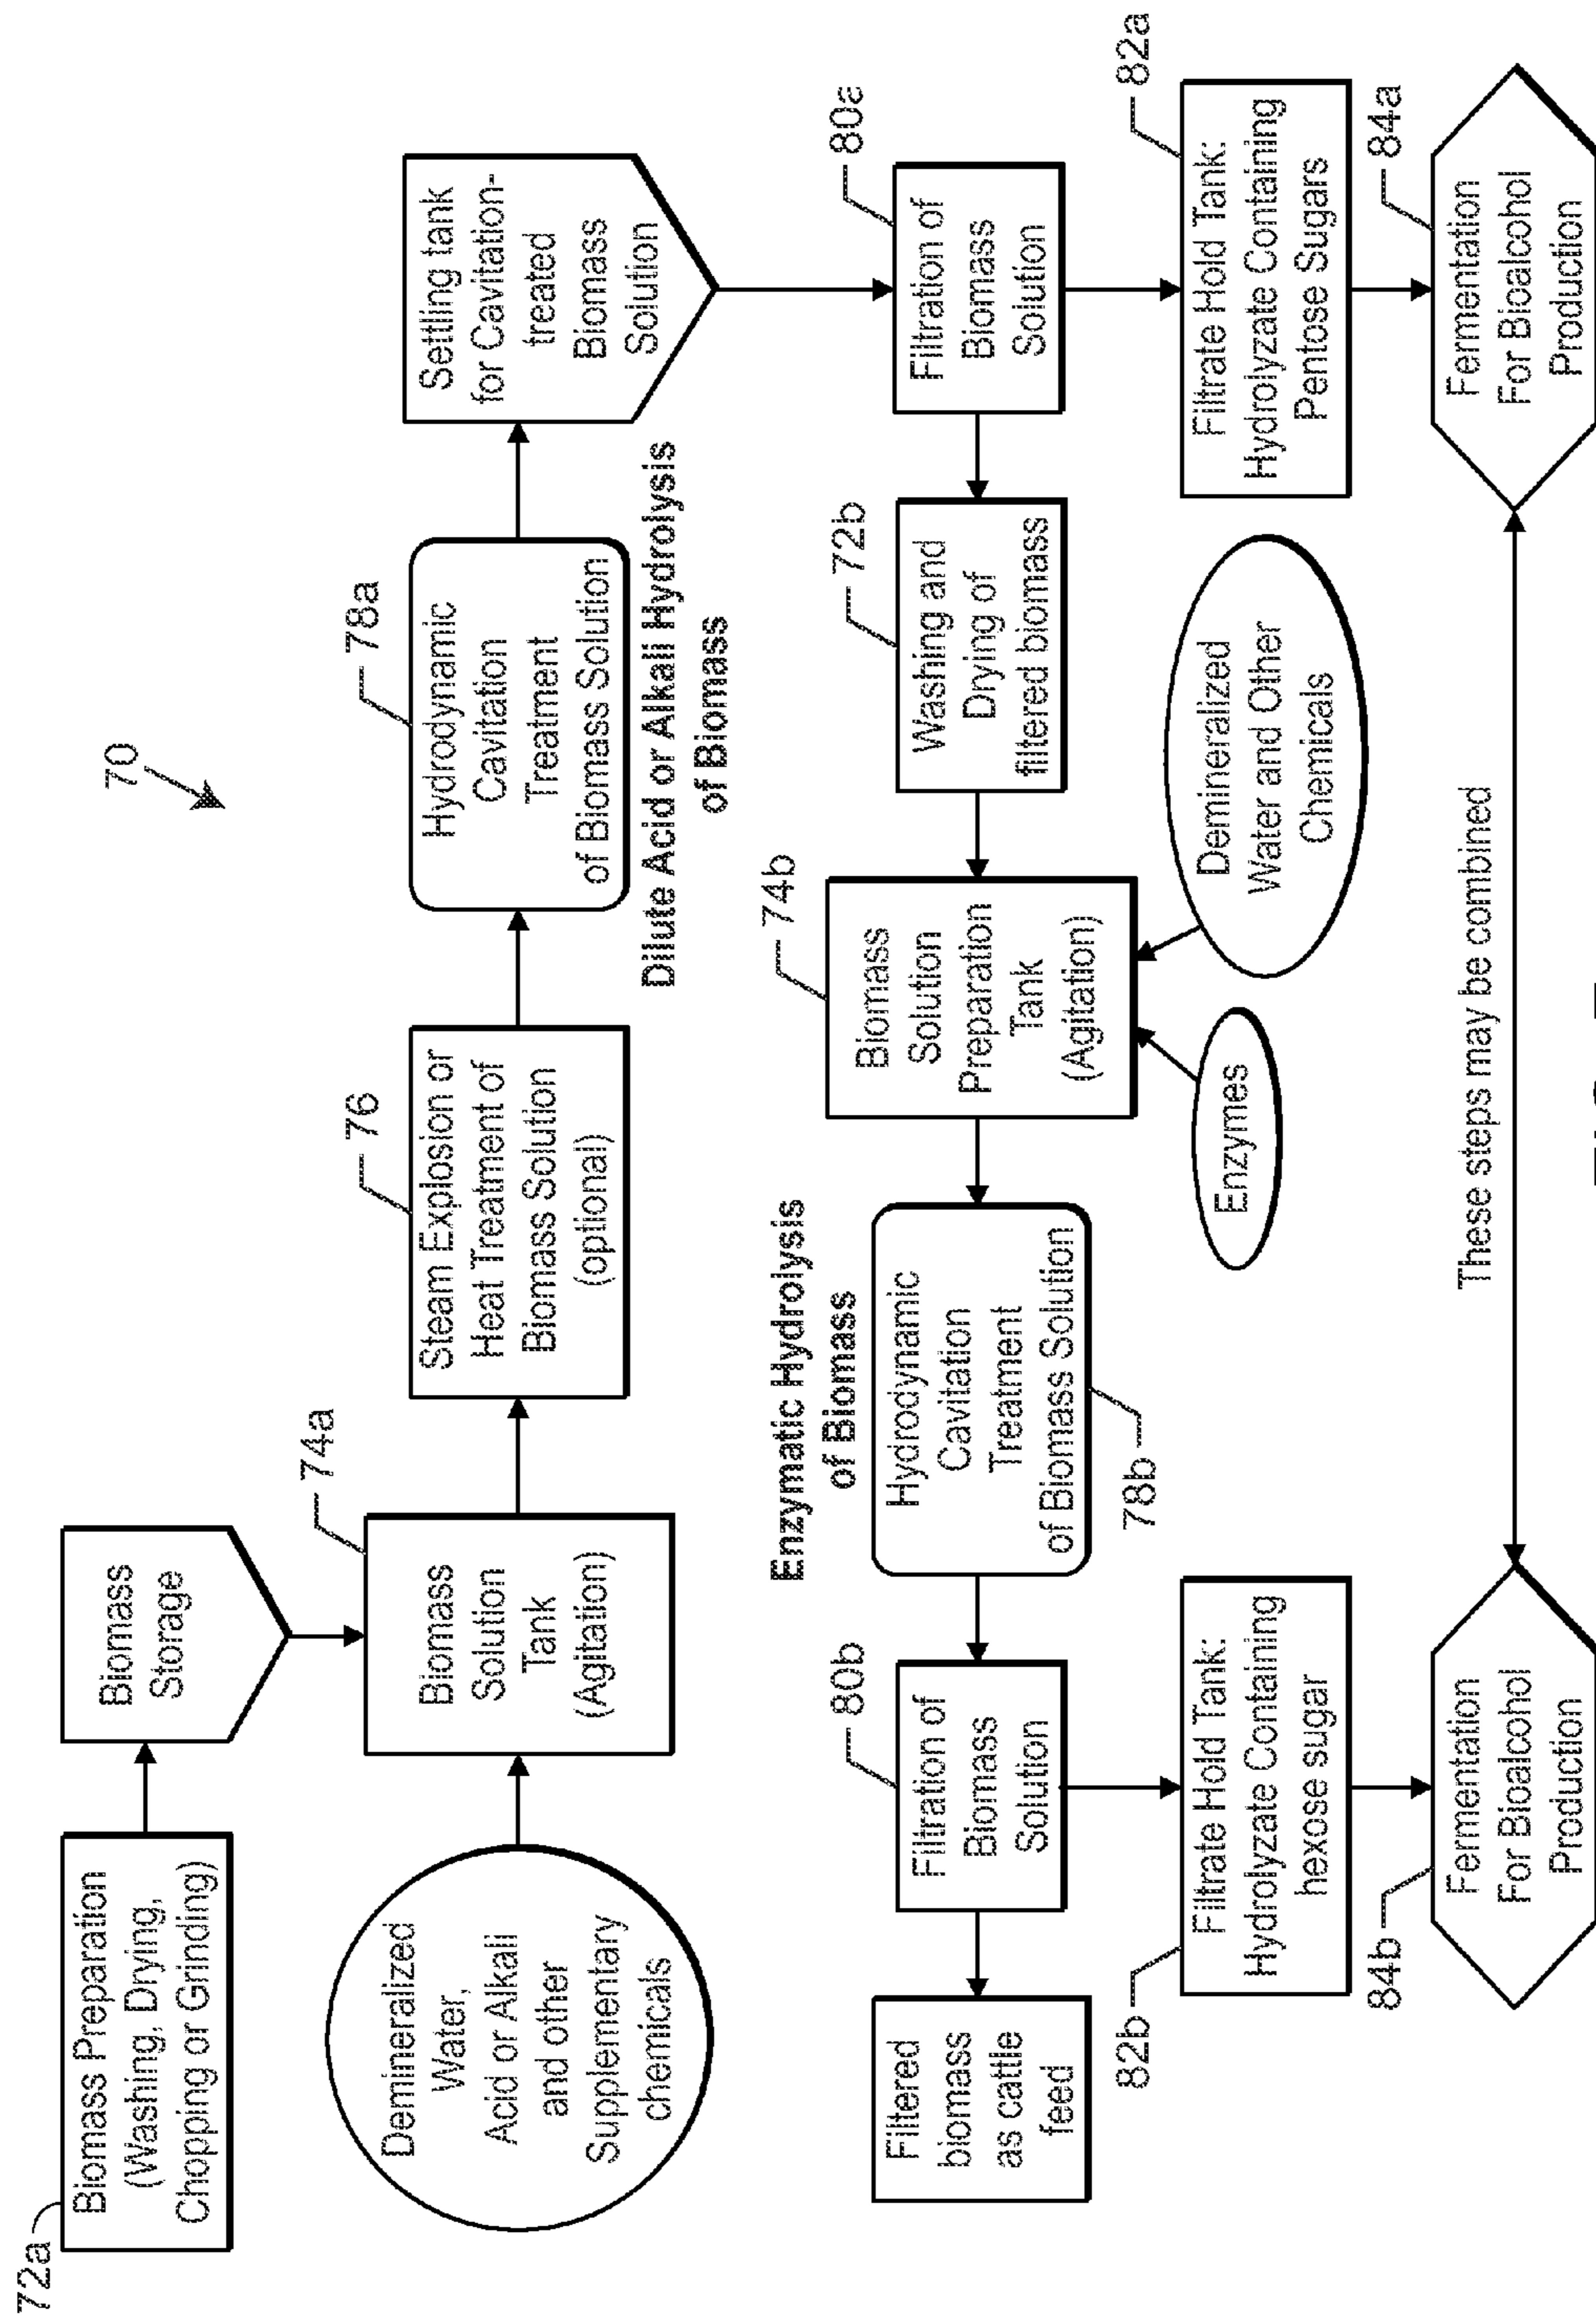 70
72a
Biomass Preparation
(Washing, Drying,
Chopping or Grinding)
Biomass
Storage
Demineralized
Water,
Acid or Alkali
and other
Supplementary
chemicals
74a
Biomass
Solution
Tank
(Agitation)
76
Steam Explosion or
Heat Treatment of
Biomass Solution
(optional)
78a
Hydrodynamic
Cavitation
Treatment
of Biomass Solution
Dilute Acid or Alkali Hydrolysis
of Biomass
Settling tank
for Cavitation-
treated
Biomass
Solution
80a
Filtration of
Biomass
Solution
72b
Washing and
Drying of
filtered biomass
74b
Biomass
Solution
Preparation
Tank
(Agitation)
Demineralized
Water and Other
Chemicals
Enzymes
Enzymatic Hydrolysis
of Biomass
Hydrodynamic
Cavitation
Treatment
of Biomass Solution
78b
80b
Filtration of
Biomass
Solution
Filtered
biomass
as cattle
feed
82b
Filtrate Hold Tank:
Hydrolyzate Containing
hexose sugar
84b
Fermentation
For Bioalcohol
Production
These steps may be combined
82a
Filtrate Hold Tank:
Hydrolyzate Containing
Pentose Sugars
84a
Fermentation
For Bioalcohol
Production